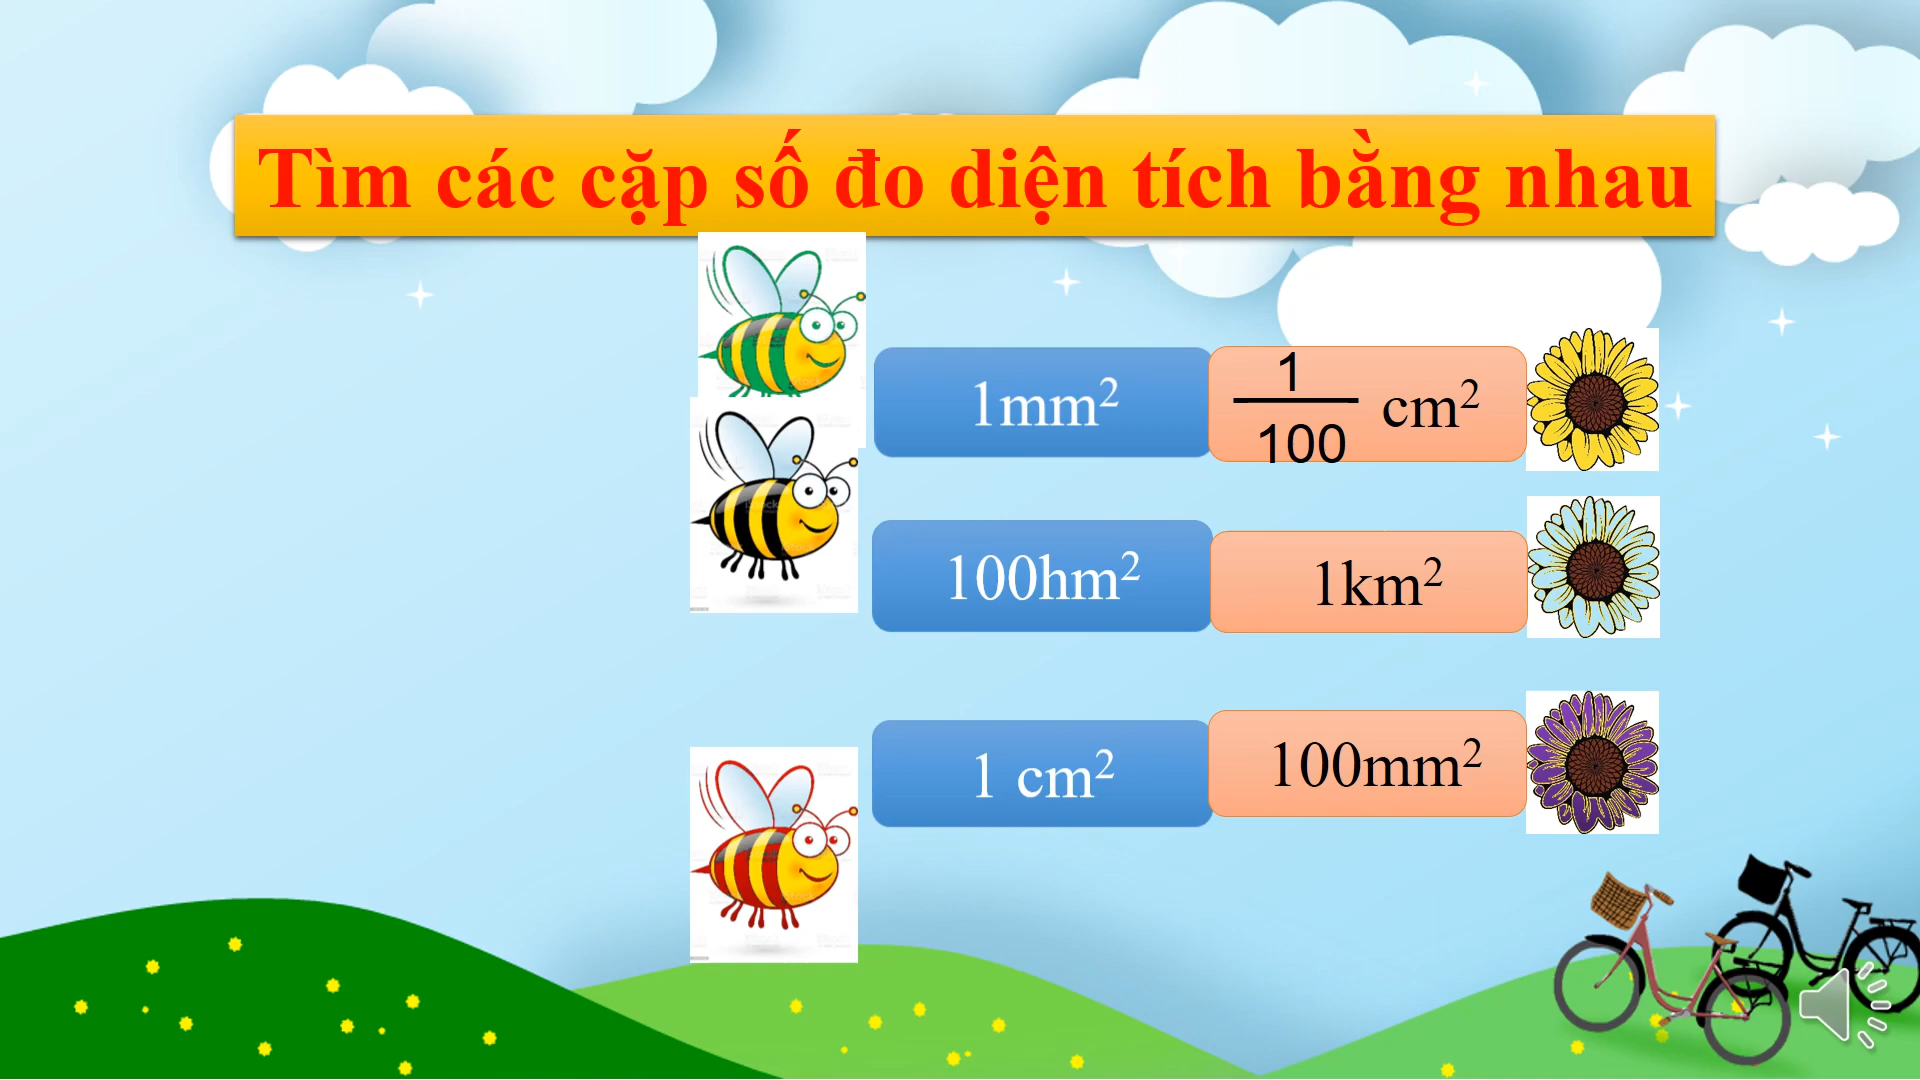 Tìm các cặp số đo diện tích bằng nhau
1mm²
1/100 cm²
100hm²
1km²
1 cm²
100mm²